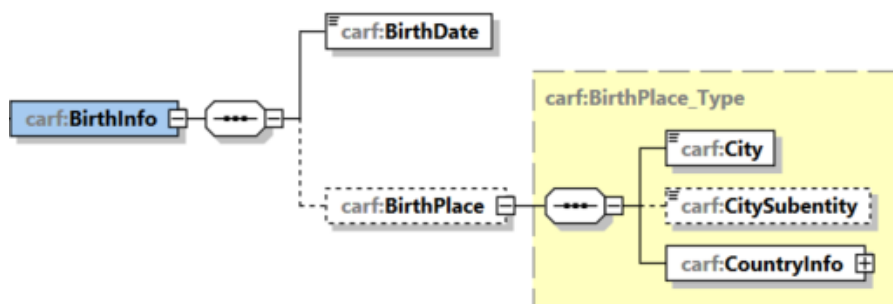 carf:BirthDate
carf:BirthPlace_Type
carf:BirthInfo
carf:City
carf:BirthPlace
carf:CitySubentity
carf:CountryInfo